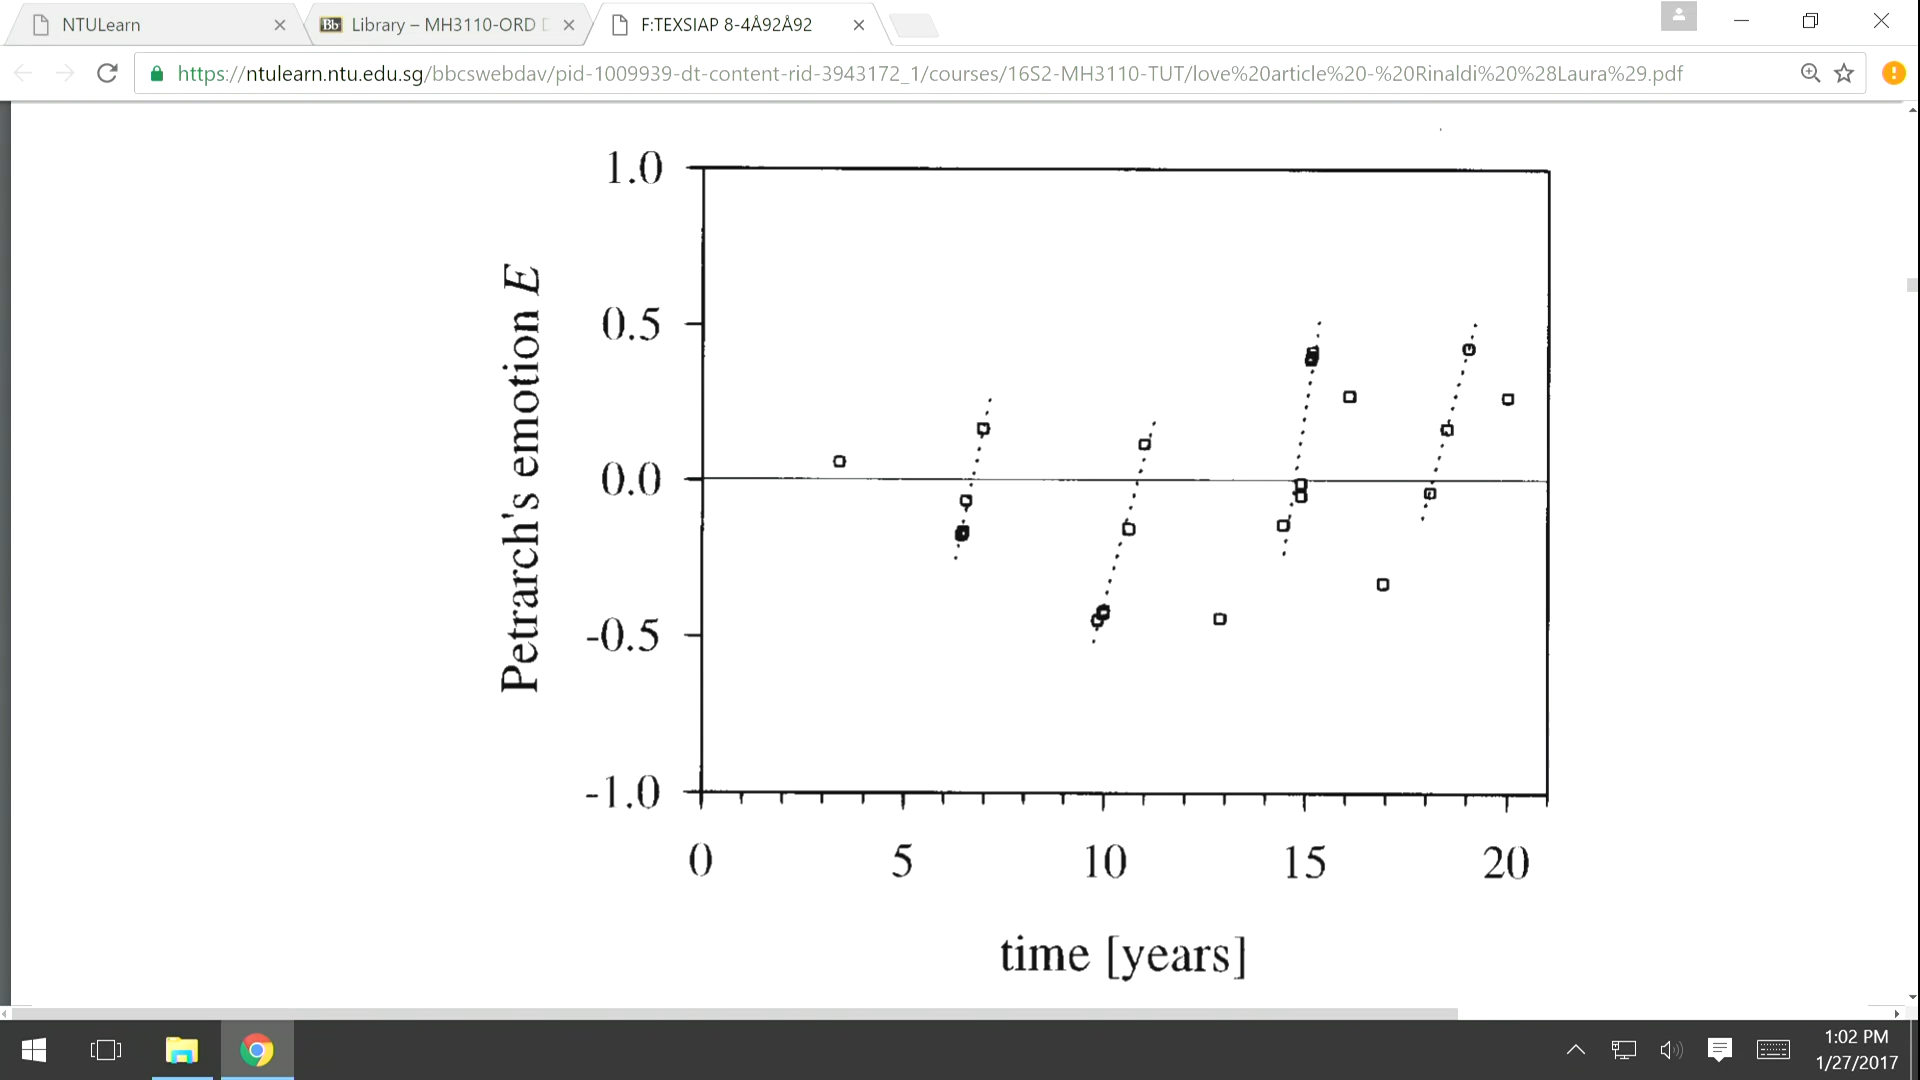 NTULearn
Bb Library – MH3110-ORD D
F:TEXSIAP 8-4Å92Å92
https://ntulearn.ntu.edu.sg/bbcswebdav/pid-1009939-dt-content-rid-3943172_1/courses/16S2-MH3110-TUT/love%20article%20-%20Rinaldi%20%28Laura%29.pdf
1.0
0.5
0.0
-0.5
-1.0
Petrarch's emotion E
0 5 10 15 20
time [years]
1:02 PM
1/27/2017